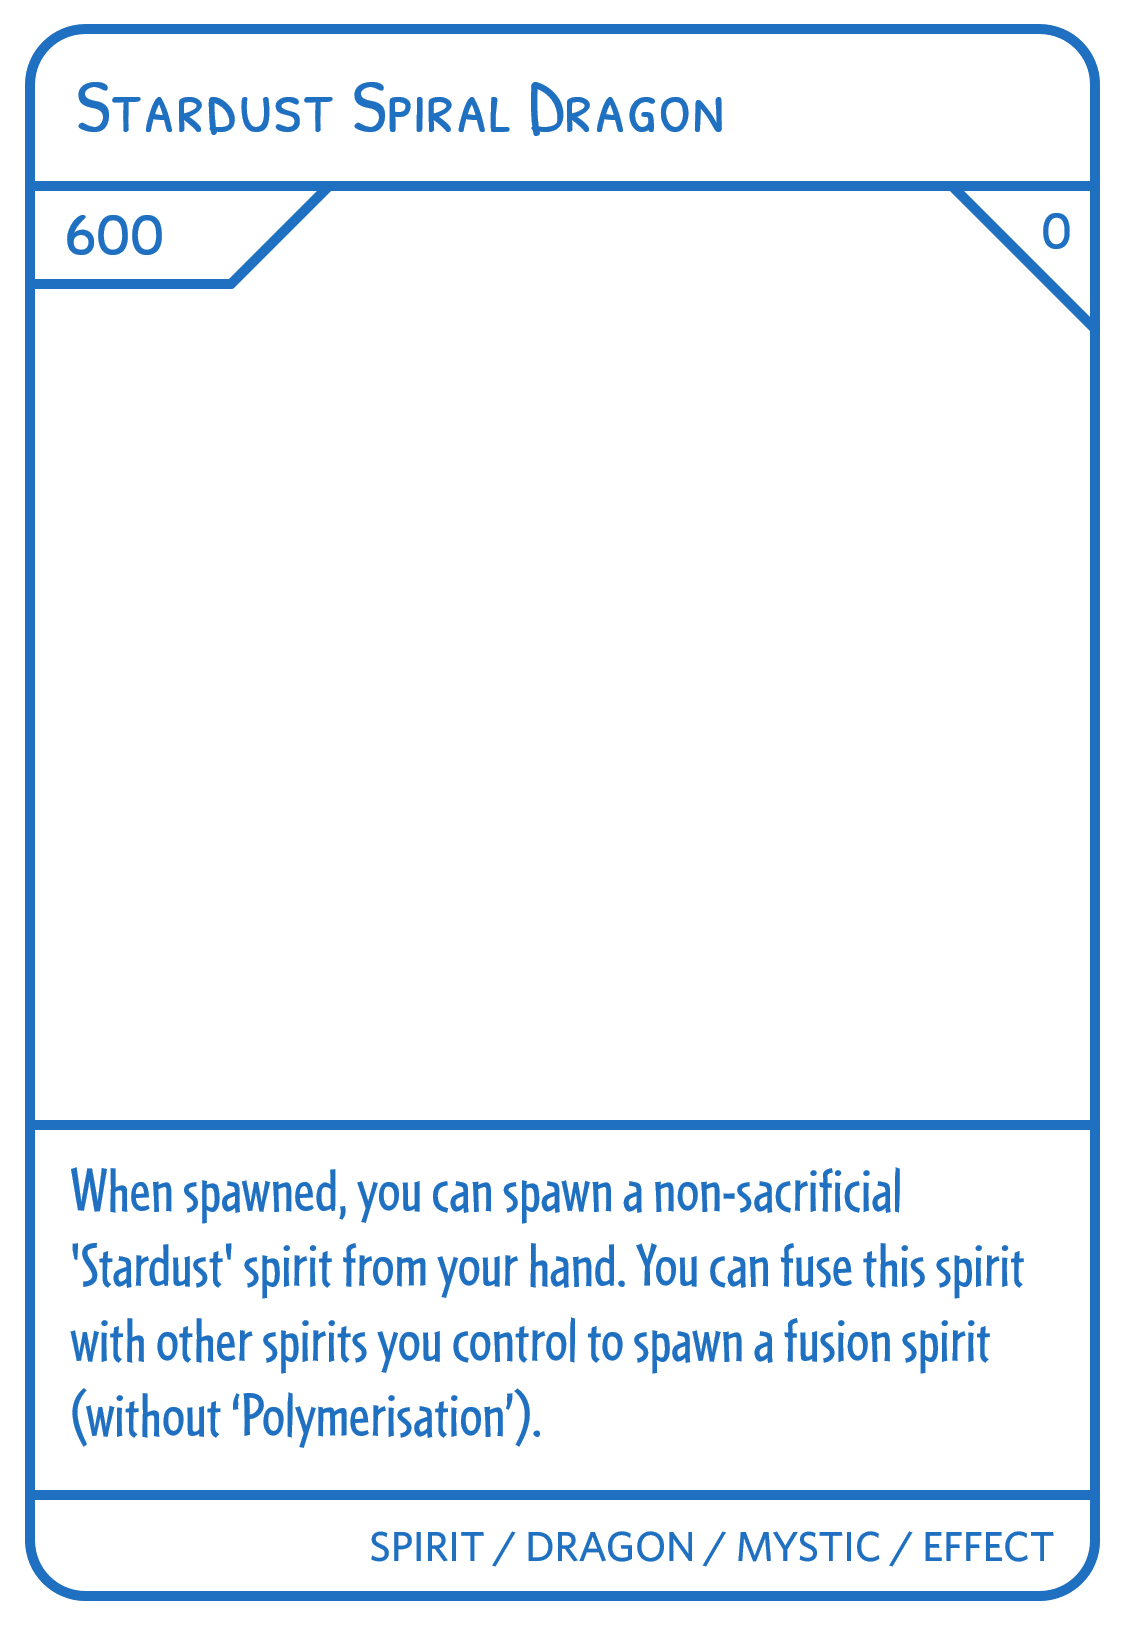 Stardust Spiral Dragon
600
0
When spawned, you can spawn a non-sacrificial
'Stardust' spirit from your hand. You can fuse this spirit
with other spirits you control to spawn a fusion spirit
(without ‘Polymerisation’).
SPIRIT / DRAGON / MYSTIC / EFFECT